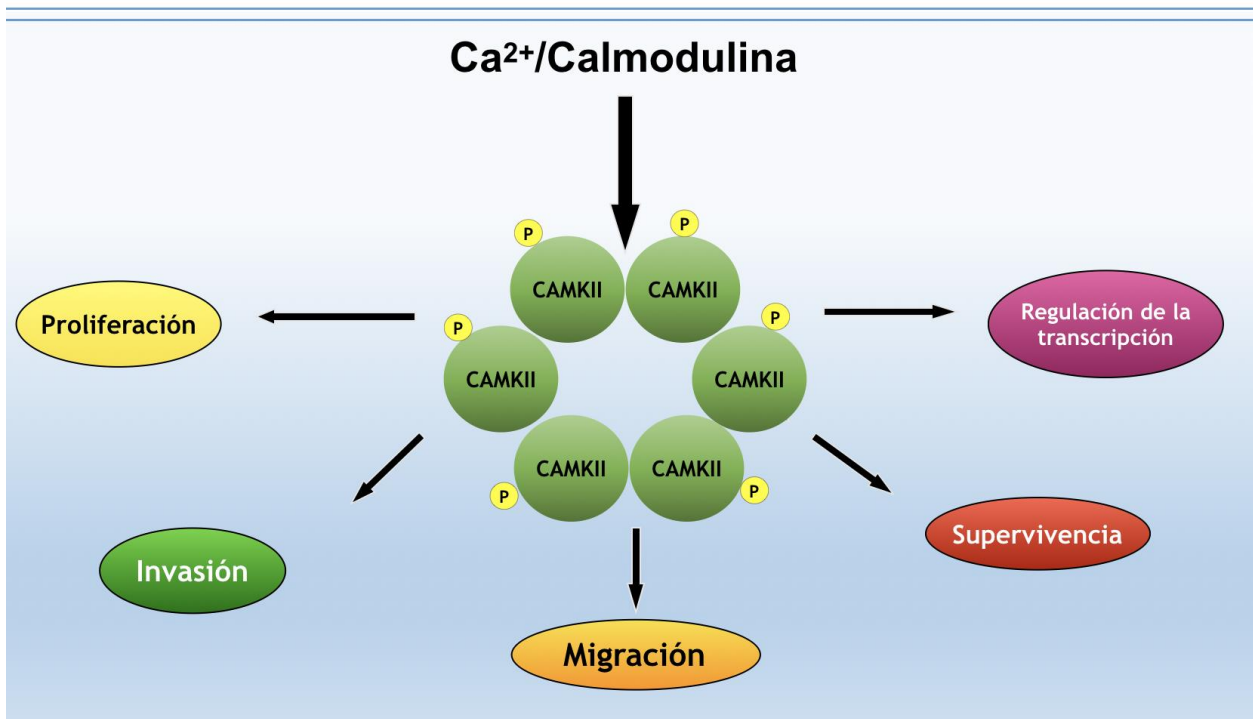 Ca²⁺/Calmodulina
P
P
CAMKII
CAMKII
P
P
CAMKII
CAMKII
CAMKII
CAMKII
P
P
Proliferación
Regulación de la
transcripción
Invasión
Supervivencia
Migración